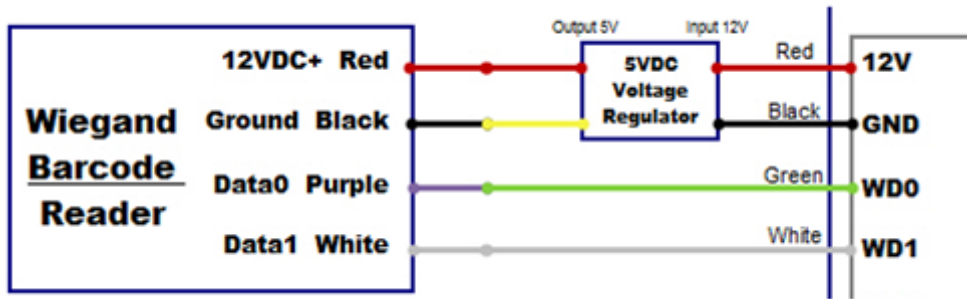 Output 5V
Input 12V
12VDC+ Red
5VDC
Voltage
Regulator
Red
12V
Wiegand
Barcode
Reader
Ground Black
Black
GND
Data0 Purple
Green
WD0
Data1 White
White
WD1